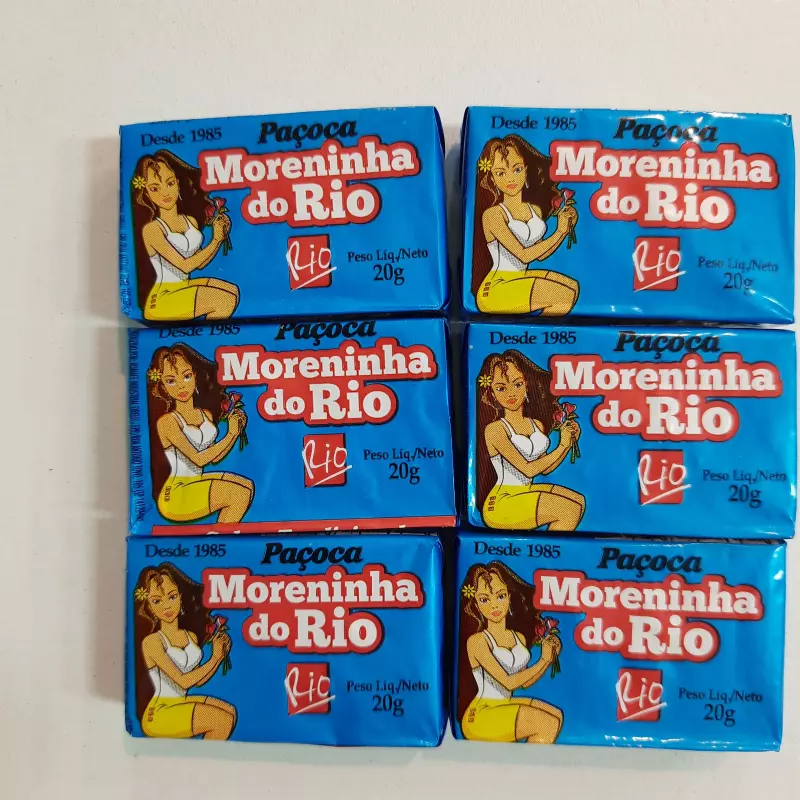 Desde 1985 Paçoca
Moreninha
do Rio
Rio
Peso Líq./Neto
20g
Desde 1985 Paçoca
Moreninha
do Rio
Rio
Peso Líq./Neto
20g
Desde 1985 Paçoca
Moreninha
do Rio
Rio
Peso Líq./Neto
20g
Desde 1985 Paçoca
Moreninha
do Rio
Rio
Peso Líq./Neto
20g
Desde 1985 Paçoca
Moreninha
do Rio
Rio
Peso Líq./Neto
20g
Desde 1985 Paçoca
Moreninha
do Rio
Rio
Peso Líq./Neto
20g